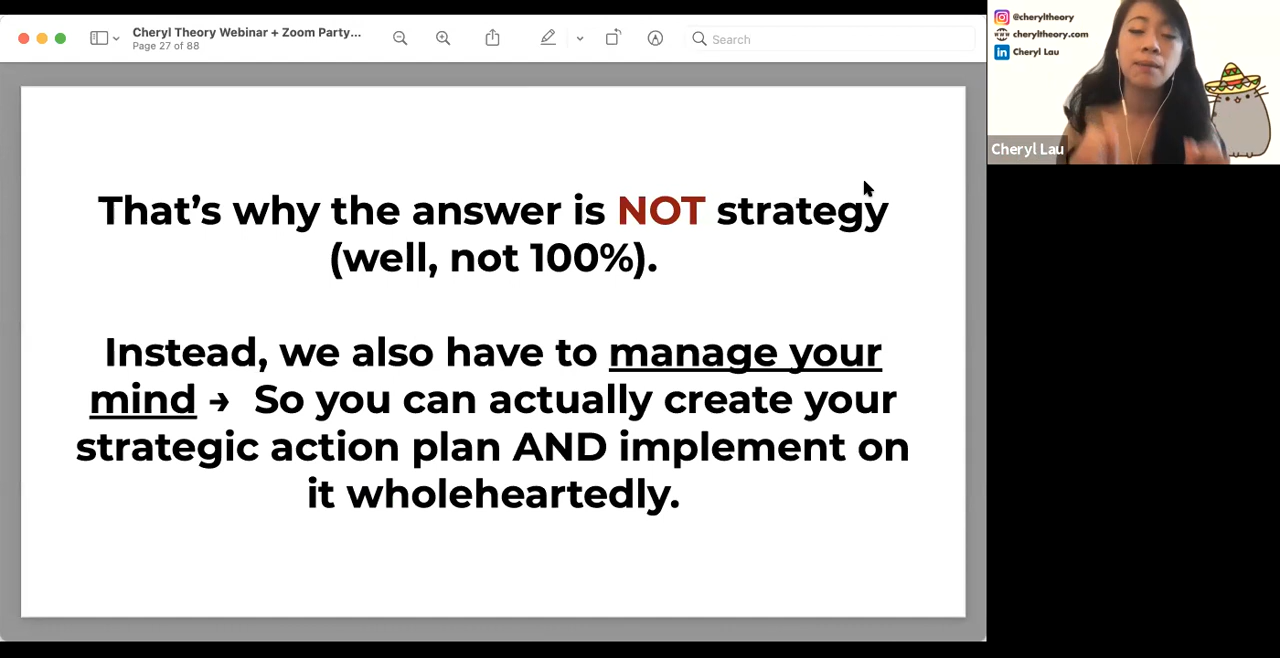 Cheryl Theory Webinar + Zoom Party...
Page 27 of 88
Search
@cheryltheory
cheryltheory.com
Cheryl Lau
Cheryl Lau
That's why the answer is NOT strategy
(well, not 100%).
Instead, we also have to manage your
mind → So you can actually create your
strategic action plan AND implement on
it wholeheartedly.